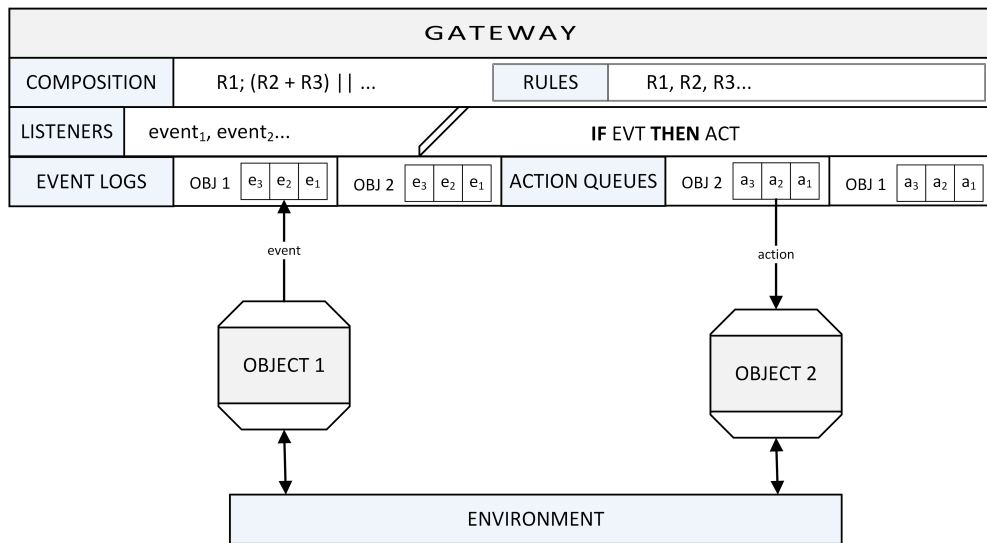 GATEWAY
COMPOSITION R1; (R2 + R3) || ... RULES R1, R2, R3...
LISTENERS event₁, event₂... IF EVT THEN ACT
EVENT LOGS OBJ 1 e₃ e₂ e₁ OBJ 2 e₃ e₂ e₁ ACTION QUEUES OBJ 2 a₃ a₂ a₁ OBJ 1 a₃ a₂ a₁
event action
OBJECT 1 OBJECT 2
ENVIRONMENT